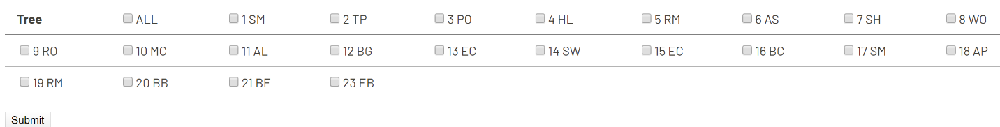 Tree ALL 1 SM 2 TP 3 PO 4 HL 5 RM 6 AS 7 SH 8 WO
9 RO 10 MC 11 AL 12 BG 13 EC 14 SW 15 EC 16 BC 17 SM 18 AP
19 RM 20 BB 21 BE 23 EB
Submit